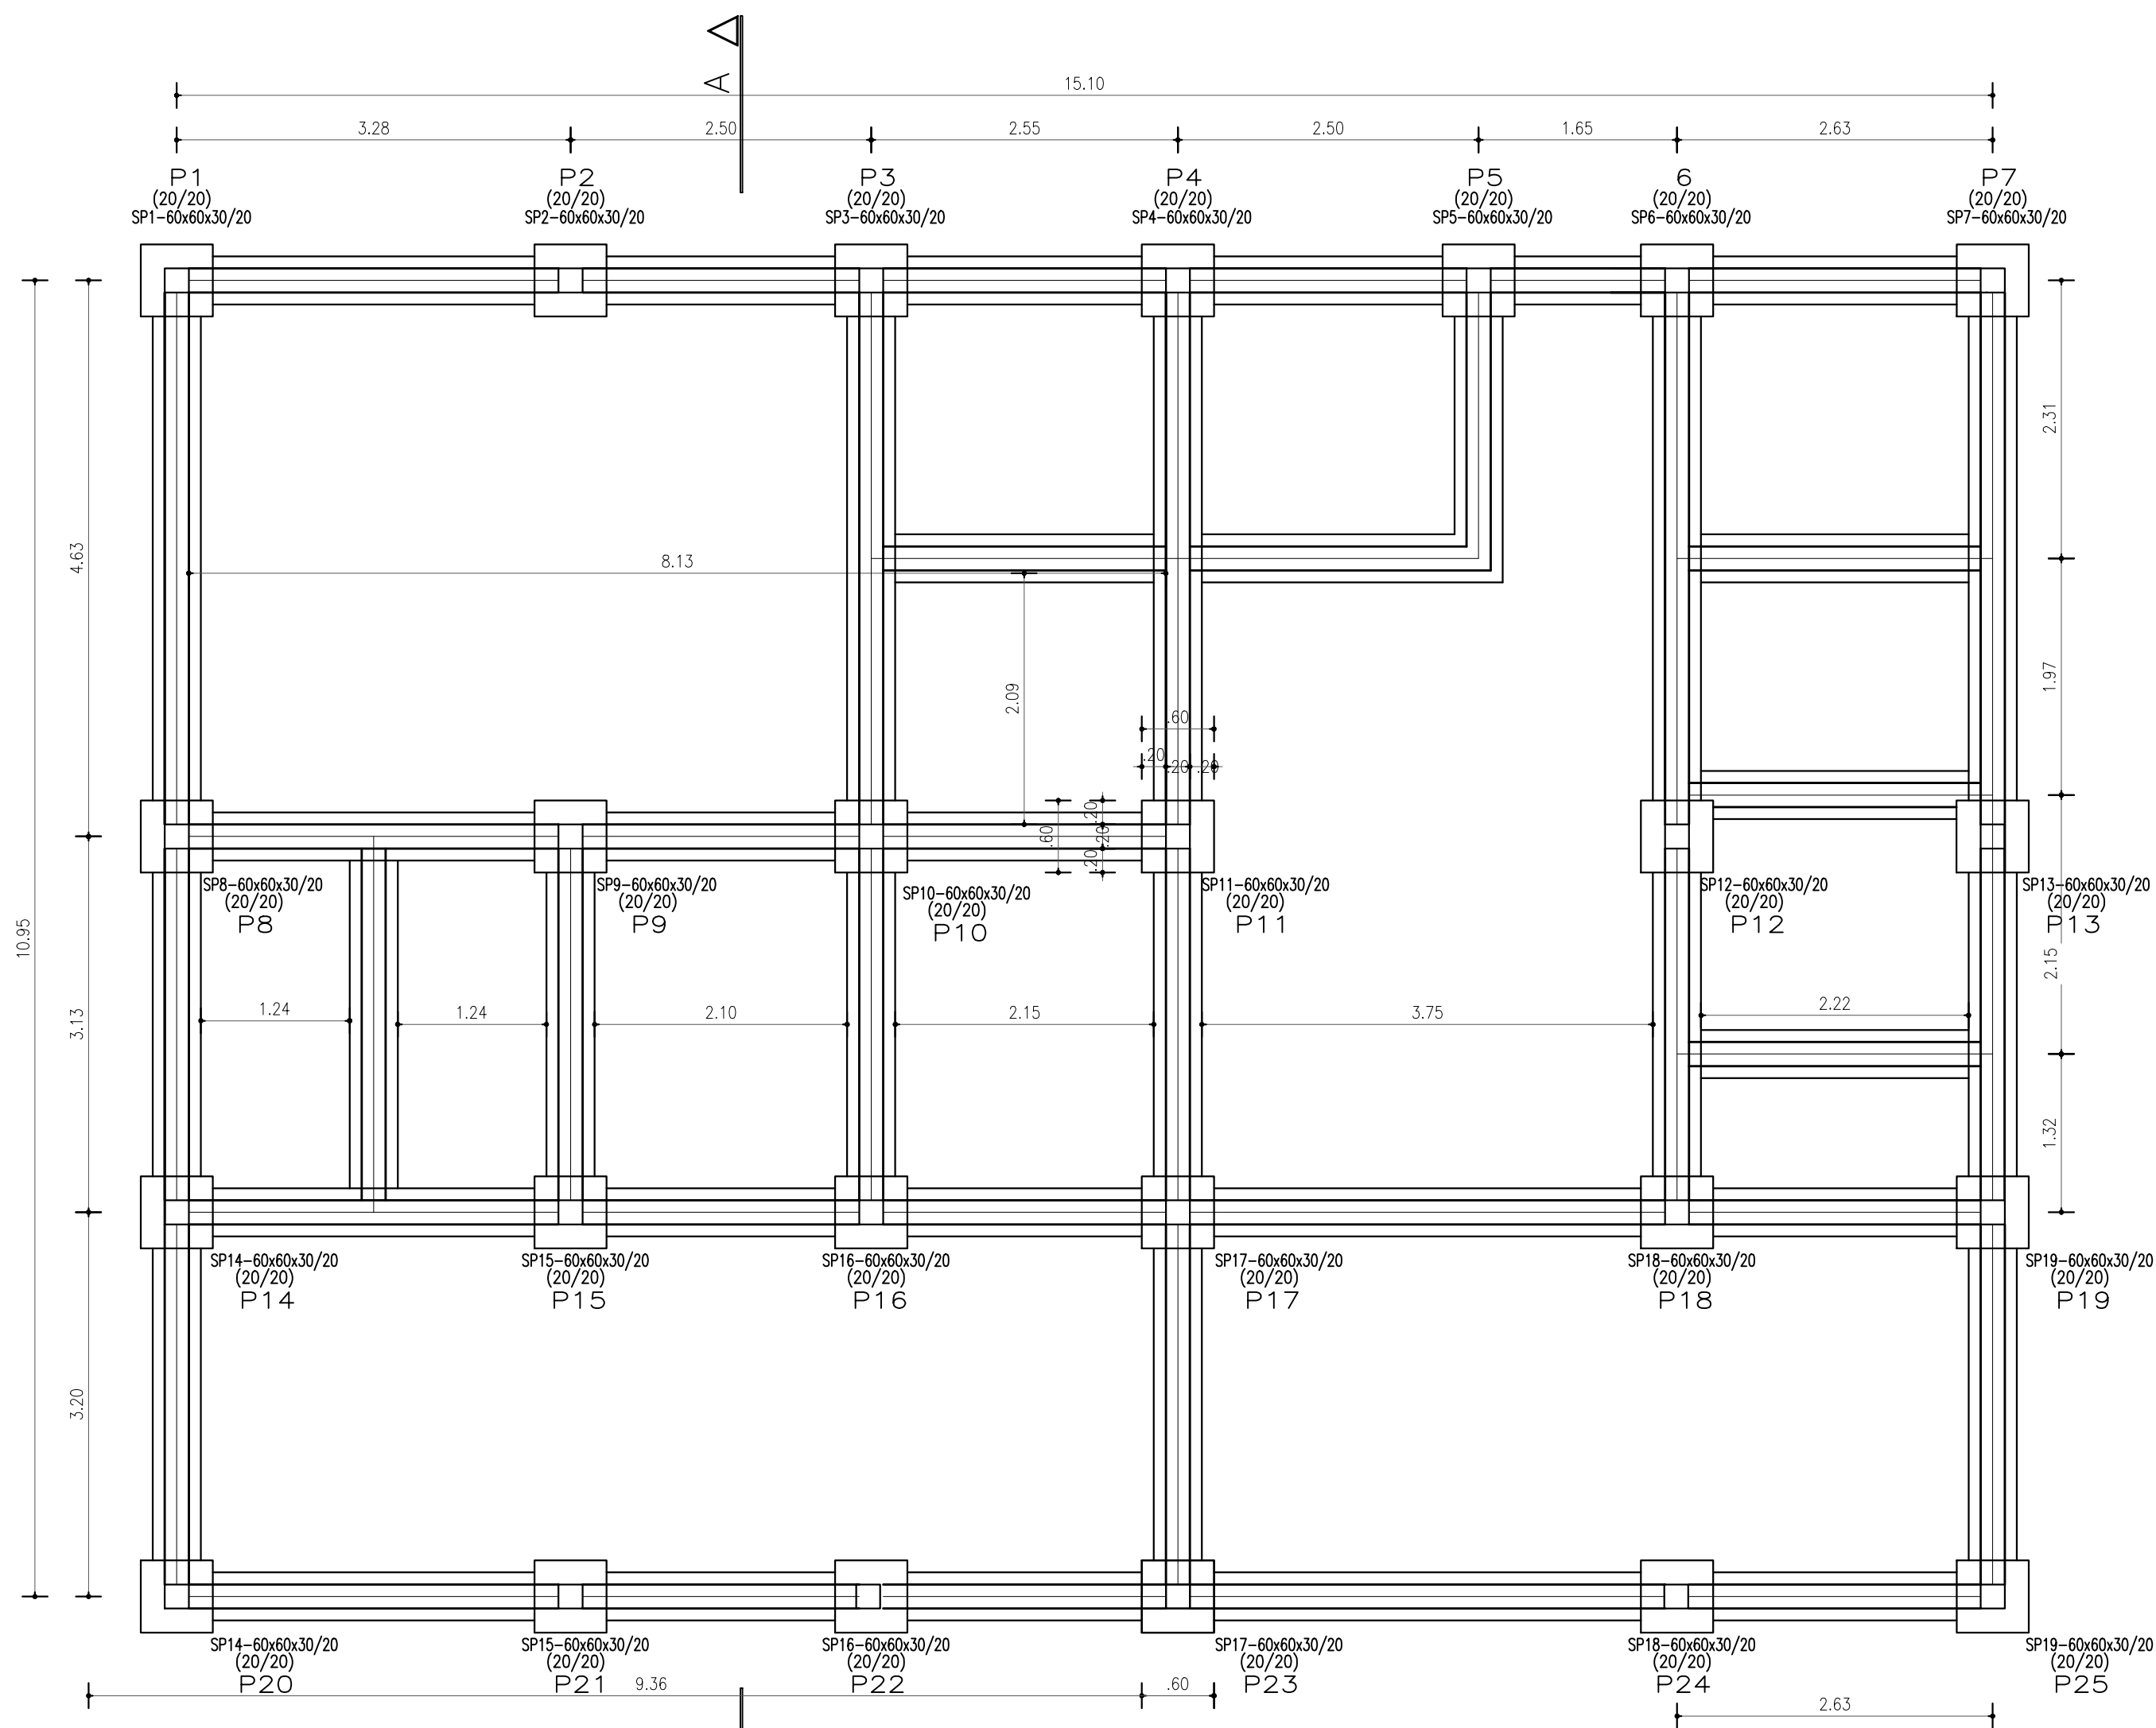 A
15.10
3.28 2.50 2.55 2.50 1.65 2.63
P1 P2 P3 P4 P5 6 P7
(20/20) (20/20) (20/20) (20/20) (20/20) (20/20) (20/20)
SP1-60x60x30/20 SP2-60x60x30/20 SP3-60x60x30/20 SP4-60x60x30/20 SP5-60x60x30/20 SP6-60x60x30/20 SP7-60x60x30/20
2.31
4.63
8.13
2.09
1.97
.60
.20 .20 .20
.60 .20 .20 .20
SP8-60x60x30/20 SP9-60x60x30/20 SP10-60x60x30/20 SP11-60x60x30/20 SP12-60x60x30/20 SP13-60x60x30/20
(20/20) (20/20) (20/20) (20/20) (20/20) (20/20)
P8 P9 P10 P11 P12 P13
10.95
2.15
3.13
1.24 1.24 2.10 2.15 3.75 2.22
1.32
SP14-60x60x30/20 SP15-60x60x30/20 SP16-60x60x30/20 SP17-60x60x30/20 SP18-60x60x30/20 SP19-60x60x30/20
(20/20) (20/20) (20/20) (20/20) (20/20) (20/20)
P14 P15 P16 P17 P18 P19
3.20
SP14-60x60x30/20 SP15-60x60x30/20 SP16-60x60x30/20 SP17-60x60x30/20 SP18-60x60x30/20 SP19-60x60x30/20
(20/20) (20/20) (20/20) (20/20) (20/20) (20/20)
P20 P21 P22 P23 P24 P25
9.36 .60
2.63